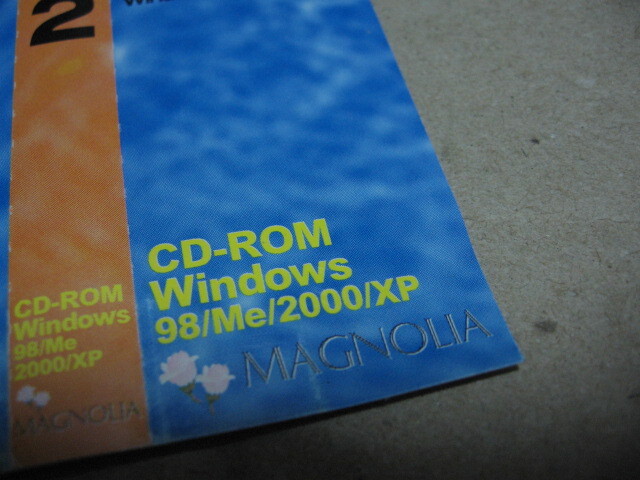 2
CD-ROM
Windows
98/Me
2000/XP
MAGNOLIA
CD-ROM
Windows
98/Me/2000/XP
MAGNOLIA